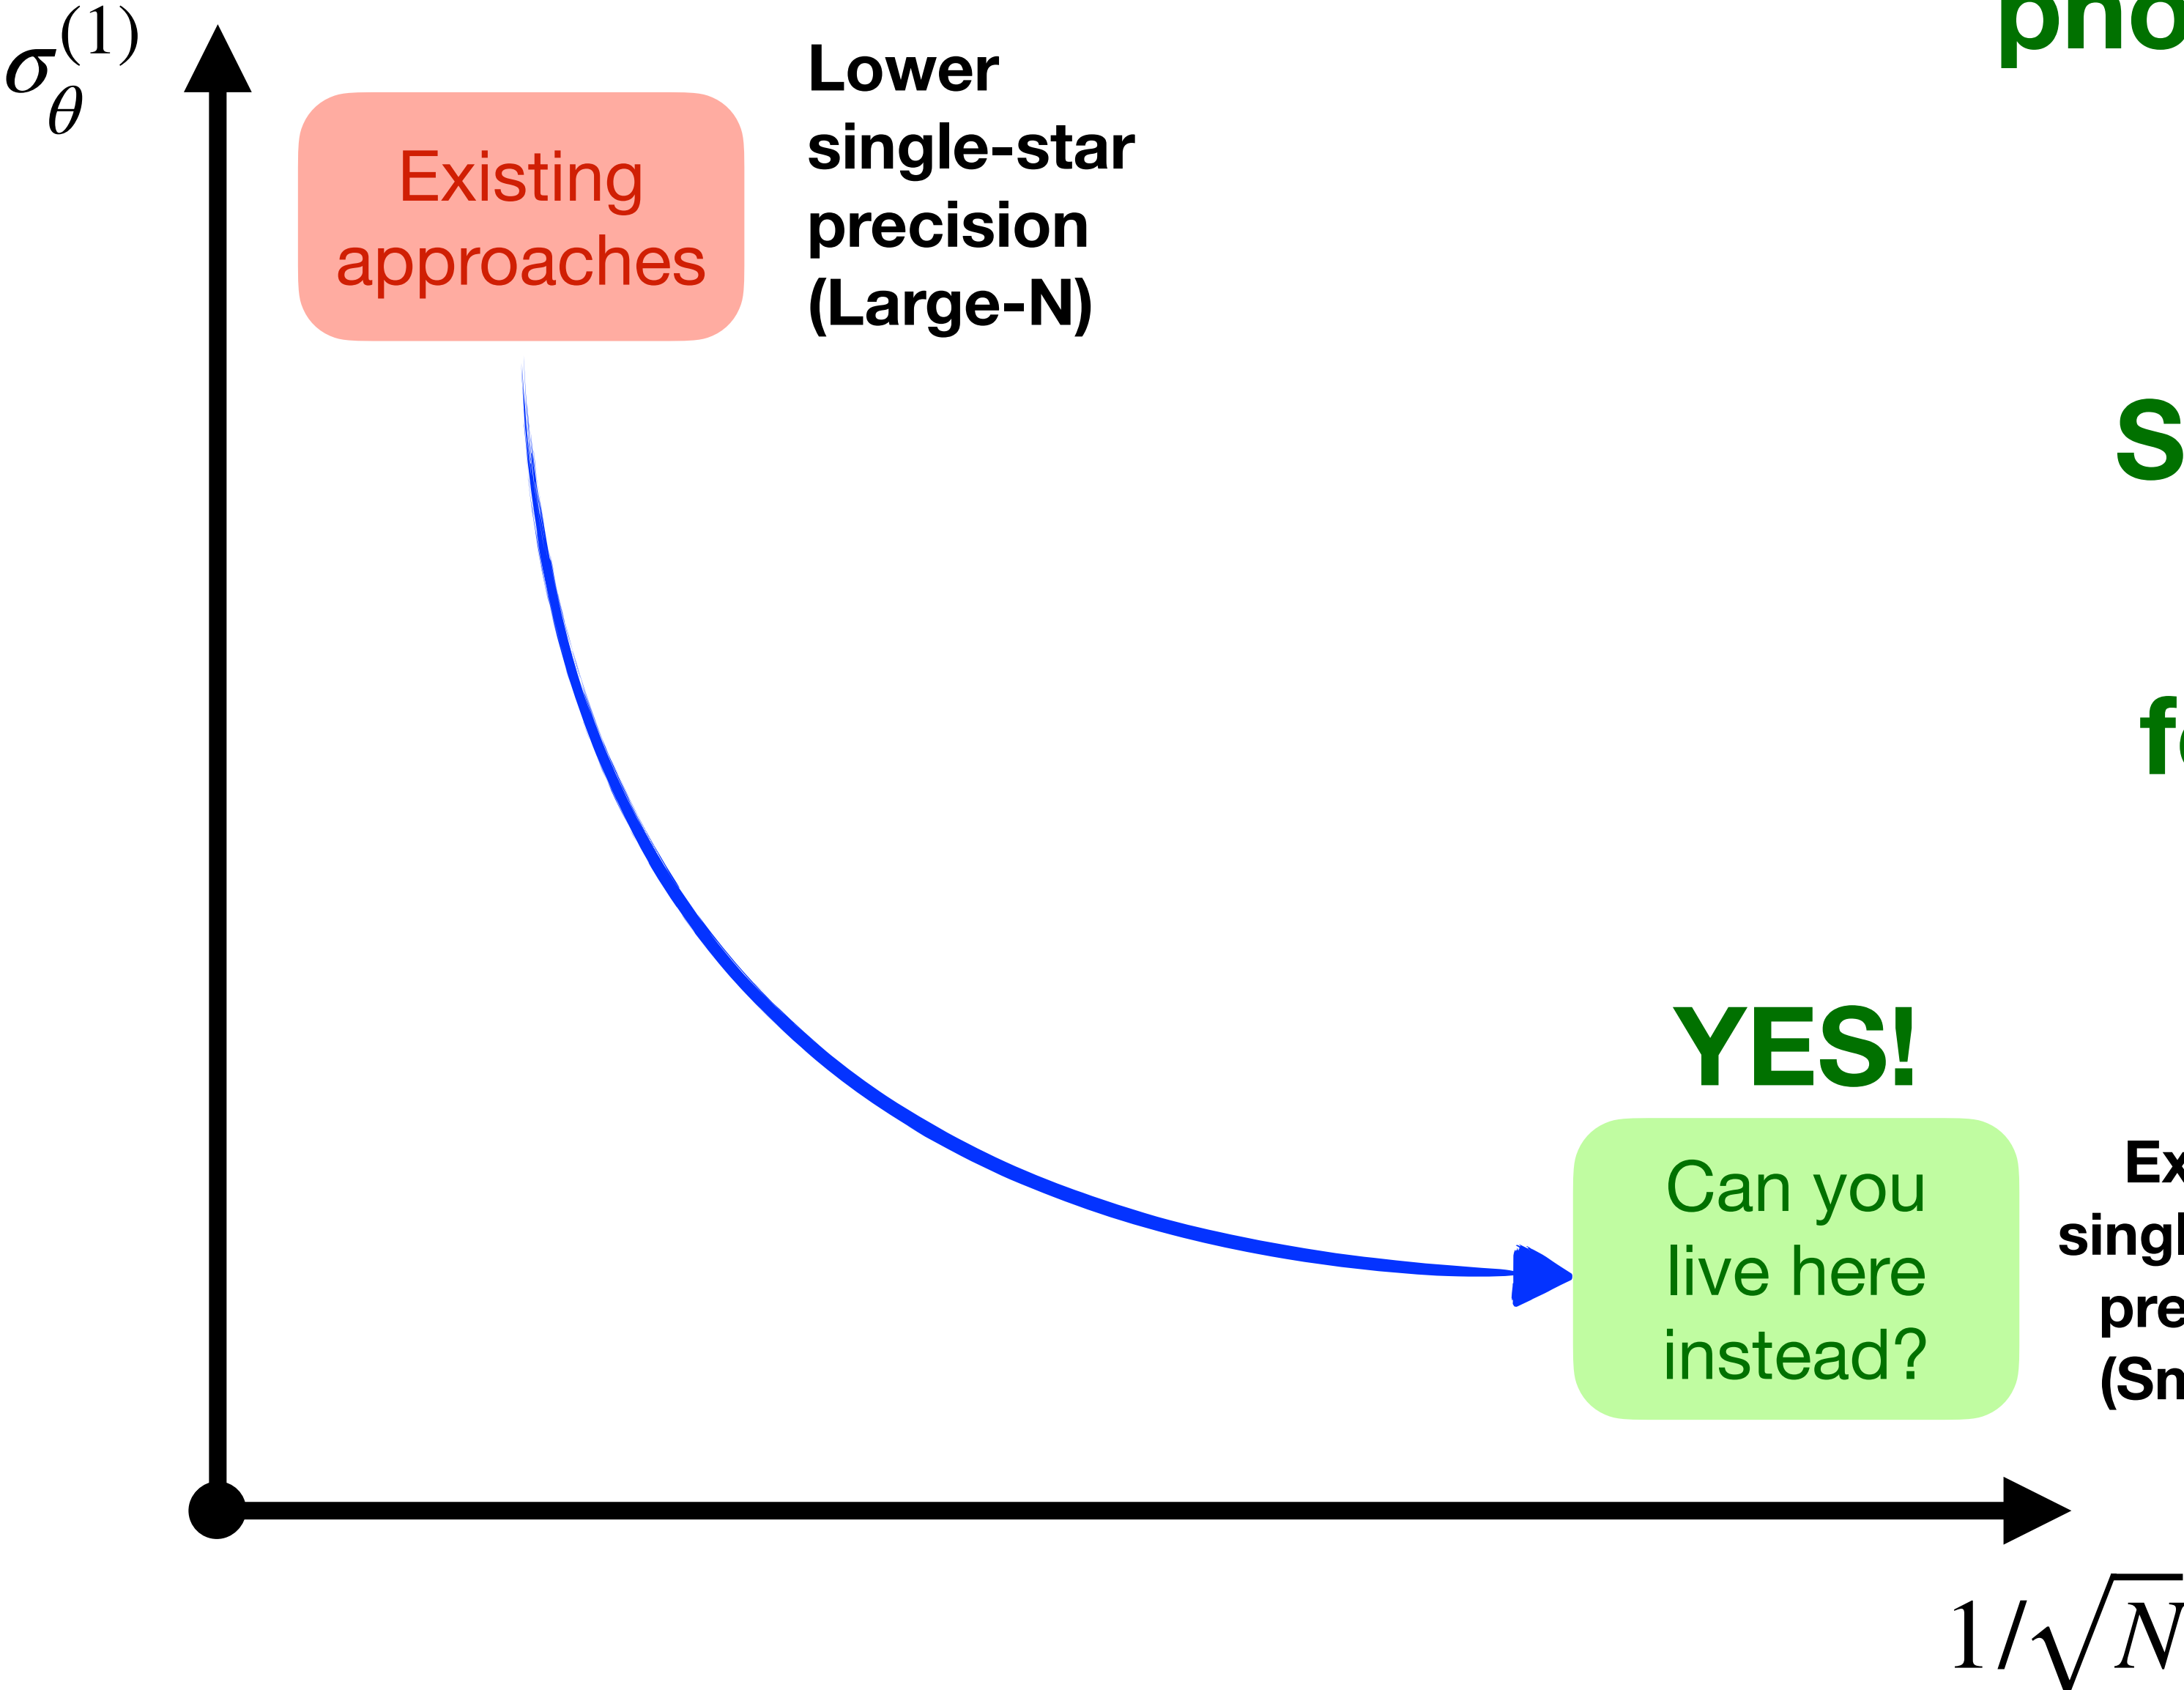 σ_θ^(1)
Existing
approaches
Lower
single-star
precision
(Large-N)
YES!
Can you
live here
instead?
1/√N